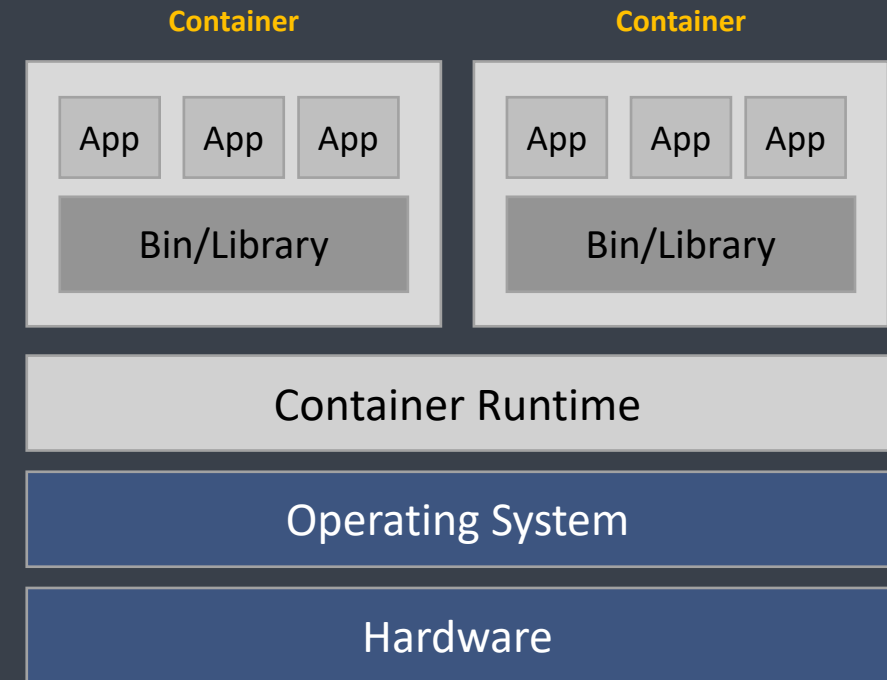 Container Container
App App App App App App
Bin/Library Bin/Library
Container Runtime
Operating System
Hardware